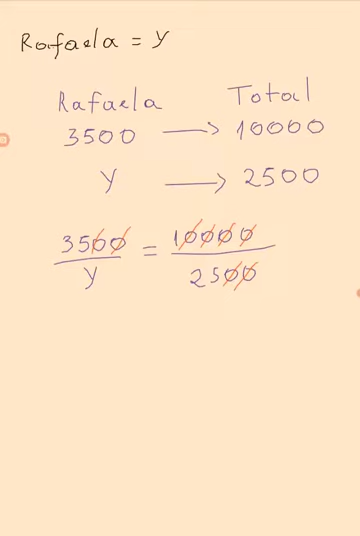 Rafaela = y
Rafaela Total
3500 → 10000
y → 2500
3500 / y = 10000 / 2500